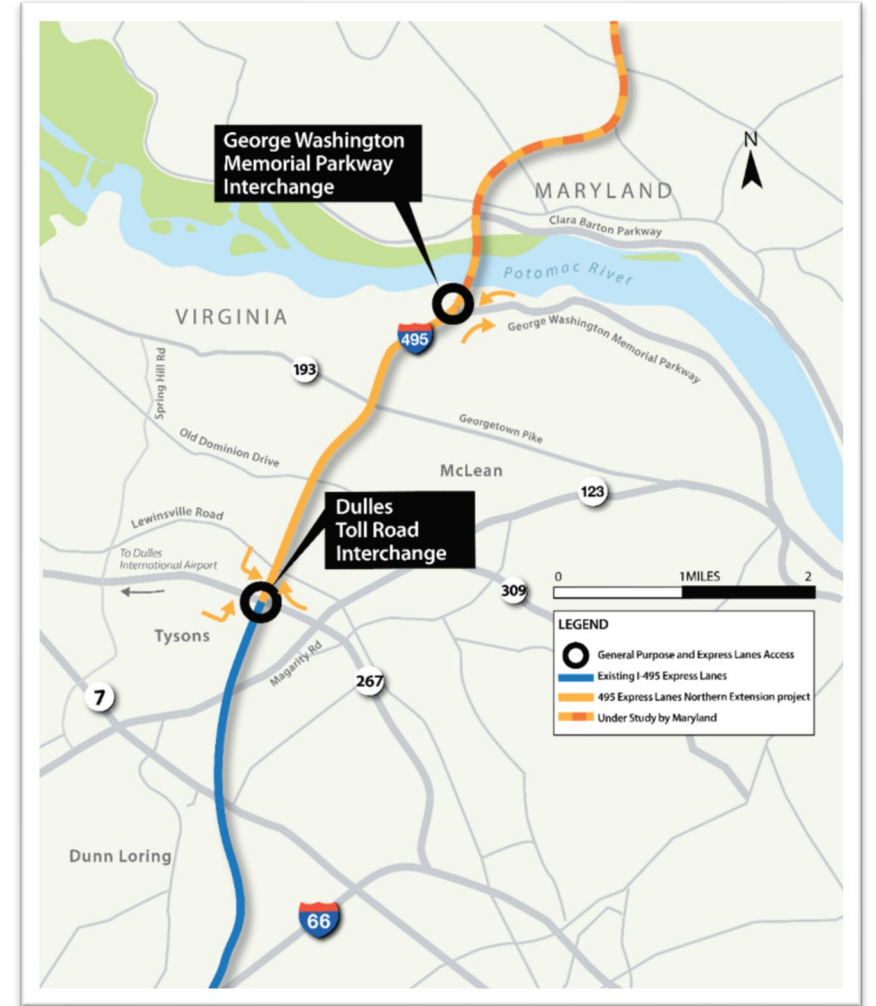 George Washington
Memorial Parkway
Interchange
N
MARYLAND
Clara Barton Parkway
Potomac River
VIRGINIA
495
George Washington Memorial Parkway
193
Spring Hill Rd
Georgetown Pike
Old Dominion Drive
McLean
123
Dulles
Toll Road
Interchange
Lewinsville Road
To Dulles
International Airport
0 1MILES 2
309
LEGEND
General Purpose and Express Lanes Access
Existing I-495 Express Lanes
495 Express Lanes Northern Extension project
Under Study by Maryland
Tysons
Magarity Rd
267
7
Dunn Loring
66